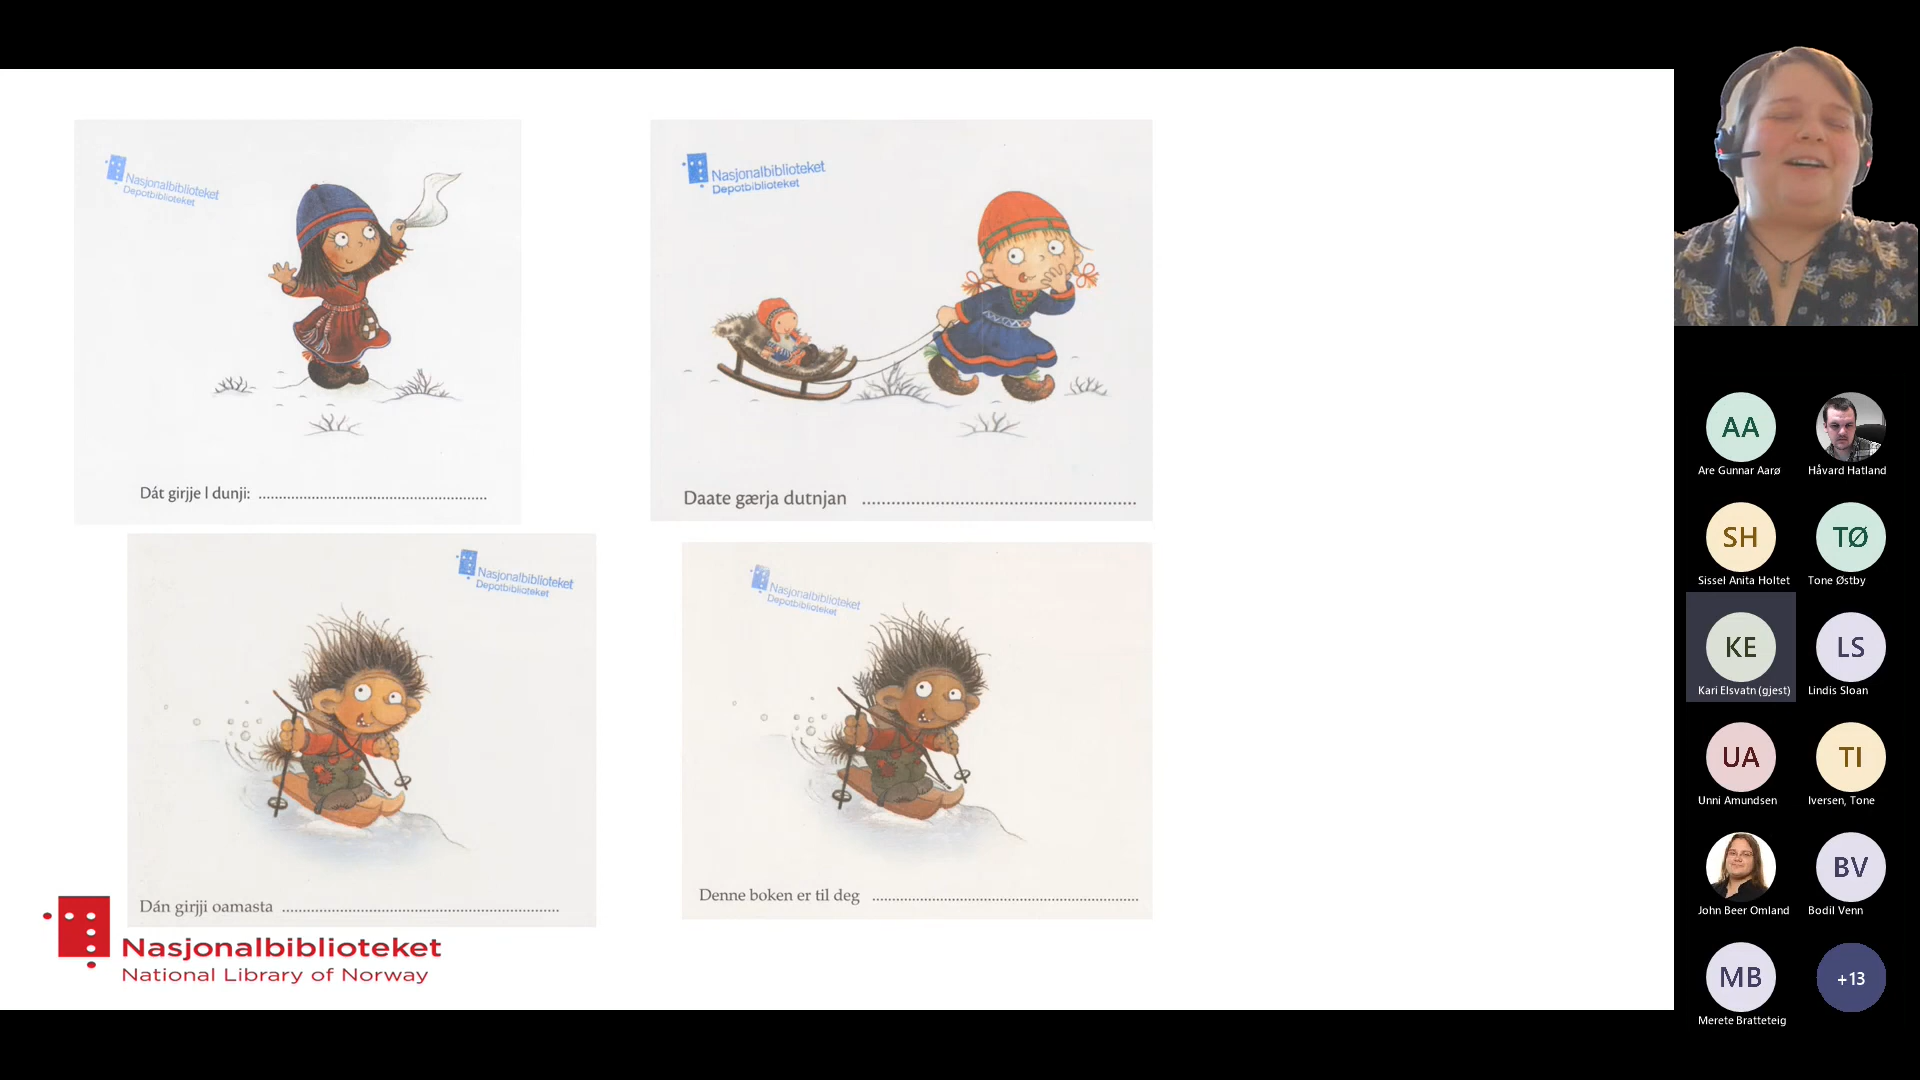 Nasjonalbiblioteket
Depotbiblioteket
Dát girjje l dunji: ........................................................
Nasjonalbiblioteket
Depotbiblioteket
Daate gærja dutnjan ........................................................
Nasjonalbiblioteket
Depotbiblioteket
Dán girjji oamasta ........................................................
Nasjonalbiblioteket
Depotbiblioteket
Denne boken er til deg ........................................................
Nasjonalbiblioteket
National Library of Norway
AA
Are Gunnar Aarø
Håvard Hatland
SH
Sissel Anita Holtet
TØ
Tone Østby
KE
Kari Elsvatn (gjest)
LS
Lindis Sloan
UA
Unni Amundsen
TI
Iversen, Tone
John Beer Omland
BV
Bodil Venn
MB
Merete Bratteteig
+13